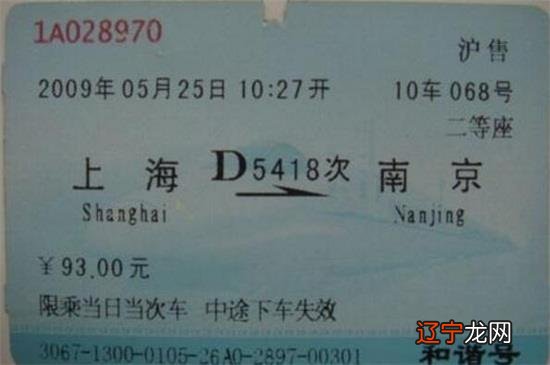 1A028970
沪售
2009年05月25日10:27开
10车068号
二等座
上海
D5418次
南京
Shanghai
Nanjing
￥93.00元
限乘当日当次车 中途下车失效
3067-1300-0105-26A0-2897-00301
和谐号
辽宁龙网